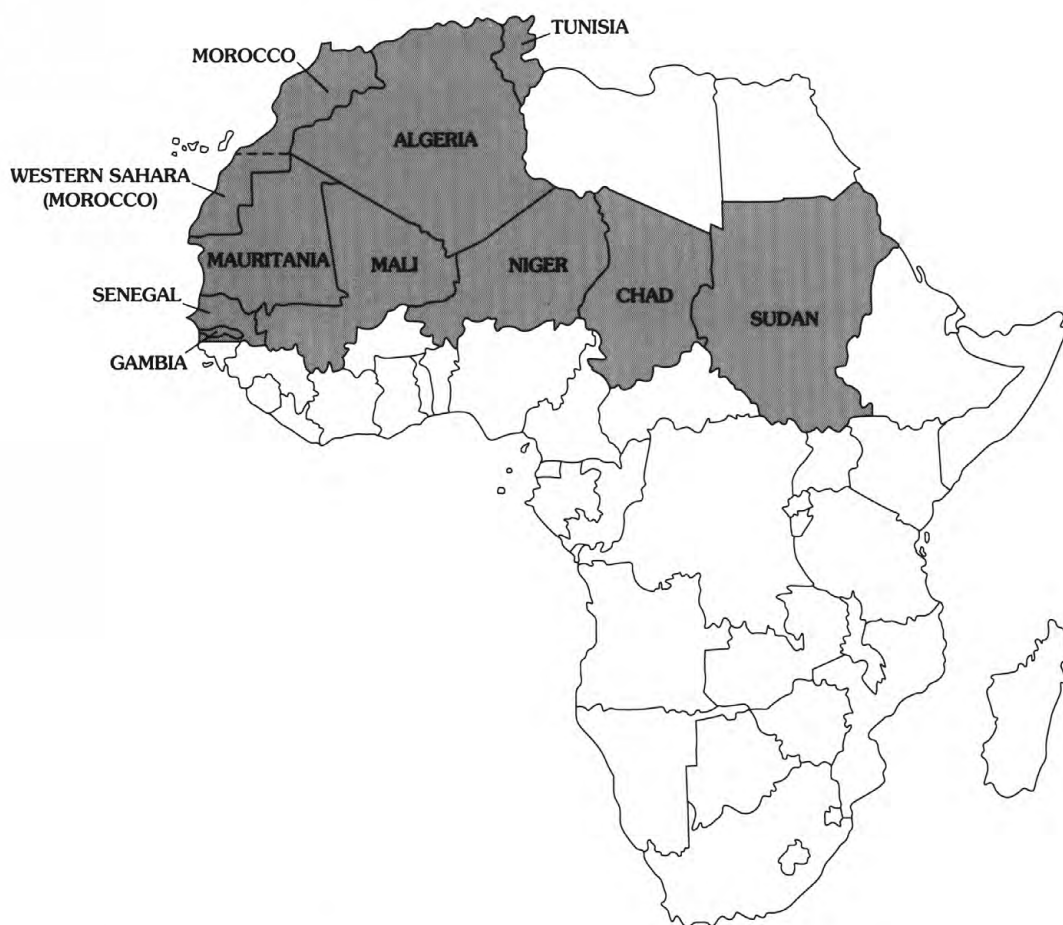 TUNISIA
MOROCCO
ALGERIA
WESTERN SAHARA
(MOROCCO)
MAURITANIA
MALI
NIGER
SENEGAL
CHAD
SUDAN
GAMBIA